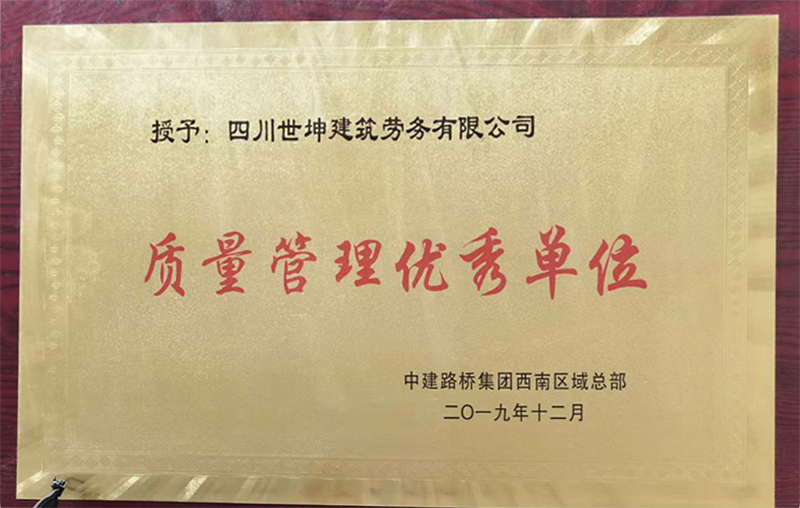 授予：四川世坤建筑劳务有限公司
质量管理优秀单位
中建路桥集团西南区域总部
二〇一九年十二月